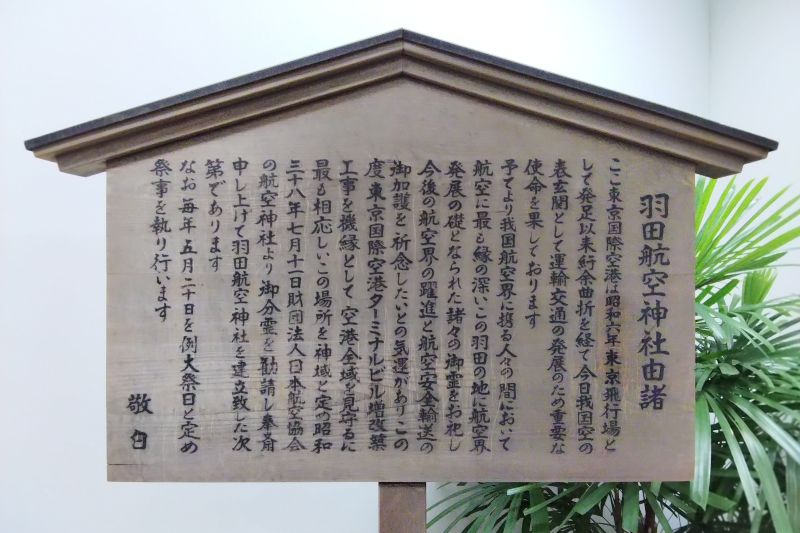 羽田航空神社由諸
ここ東京国際空港は昭和六年東京飛行場と
して発足以来紆余曲折を経て今日我国空の
表玄関として運輸交通の発展のため重要な
使命を果しております
予てより我国航空界に携る人々の間において
航空に最も縁の深いこの羽田の地に航空界
発展の礎となられた諸々の御霊をお祀し
今後の航空界の躍進と航空安全輸送の
御加護を祈念したいとの気運がありこの
度東京国際空港ターミナルビル増改築
工事を機縁として空港全域を見守るに
最も相応しいこの場所を神域と定め昭和
三十八年七月十一日財団法人日本航空協会
の航空神社より御分霊を勧請し奉斎
申し上げて羽田航空神社を建立致した次
第であります
なお毎年五月二十日を例大祭日と定め
祭事を執り行います
敬白